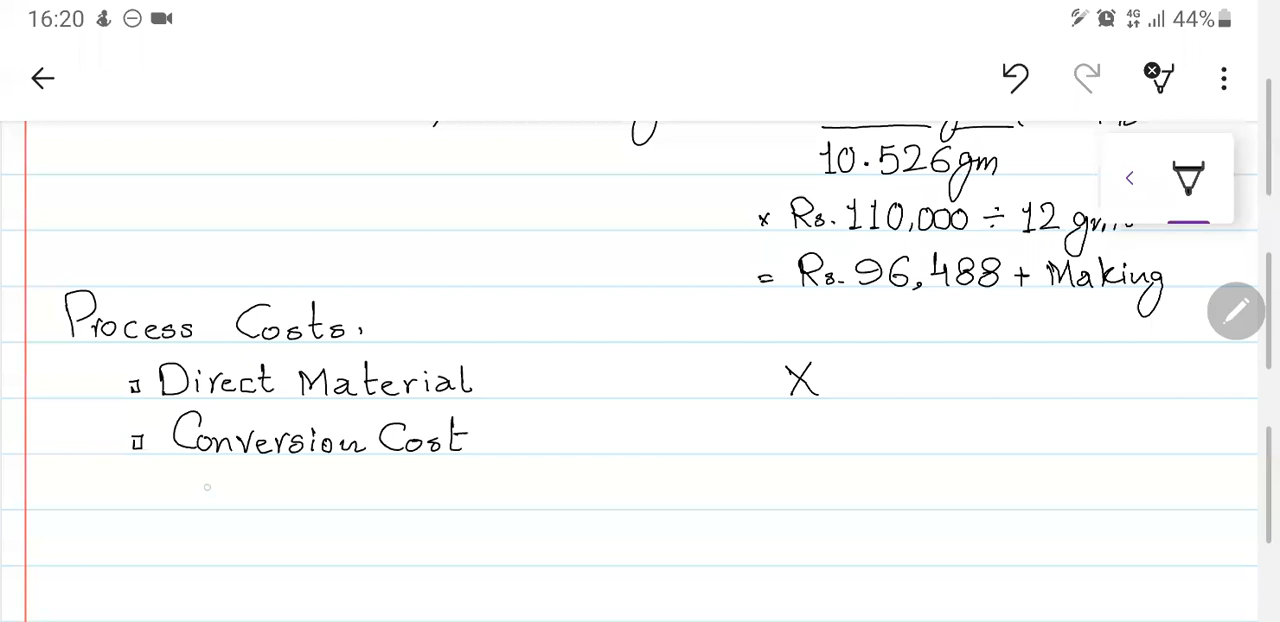 16:20 4G 44%
10.526gm
× Rs. 110,000 ÷ 12
= Rs. 96,488 + Making
Process Costs.
Direct Material X
Conversion Cost